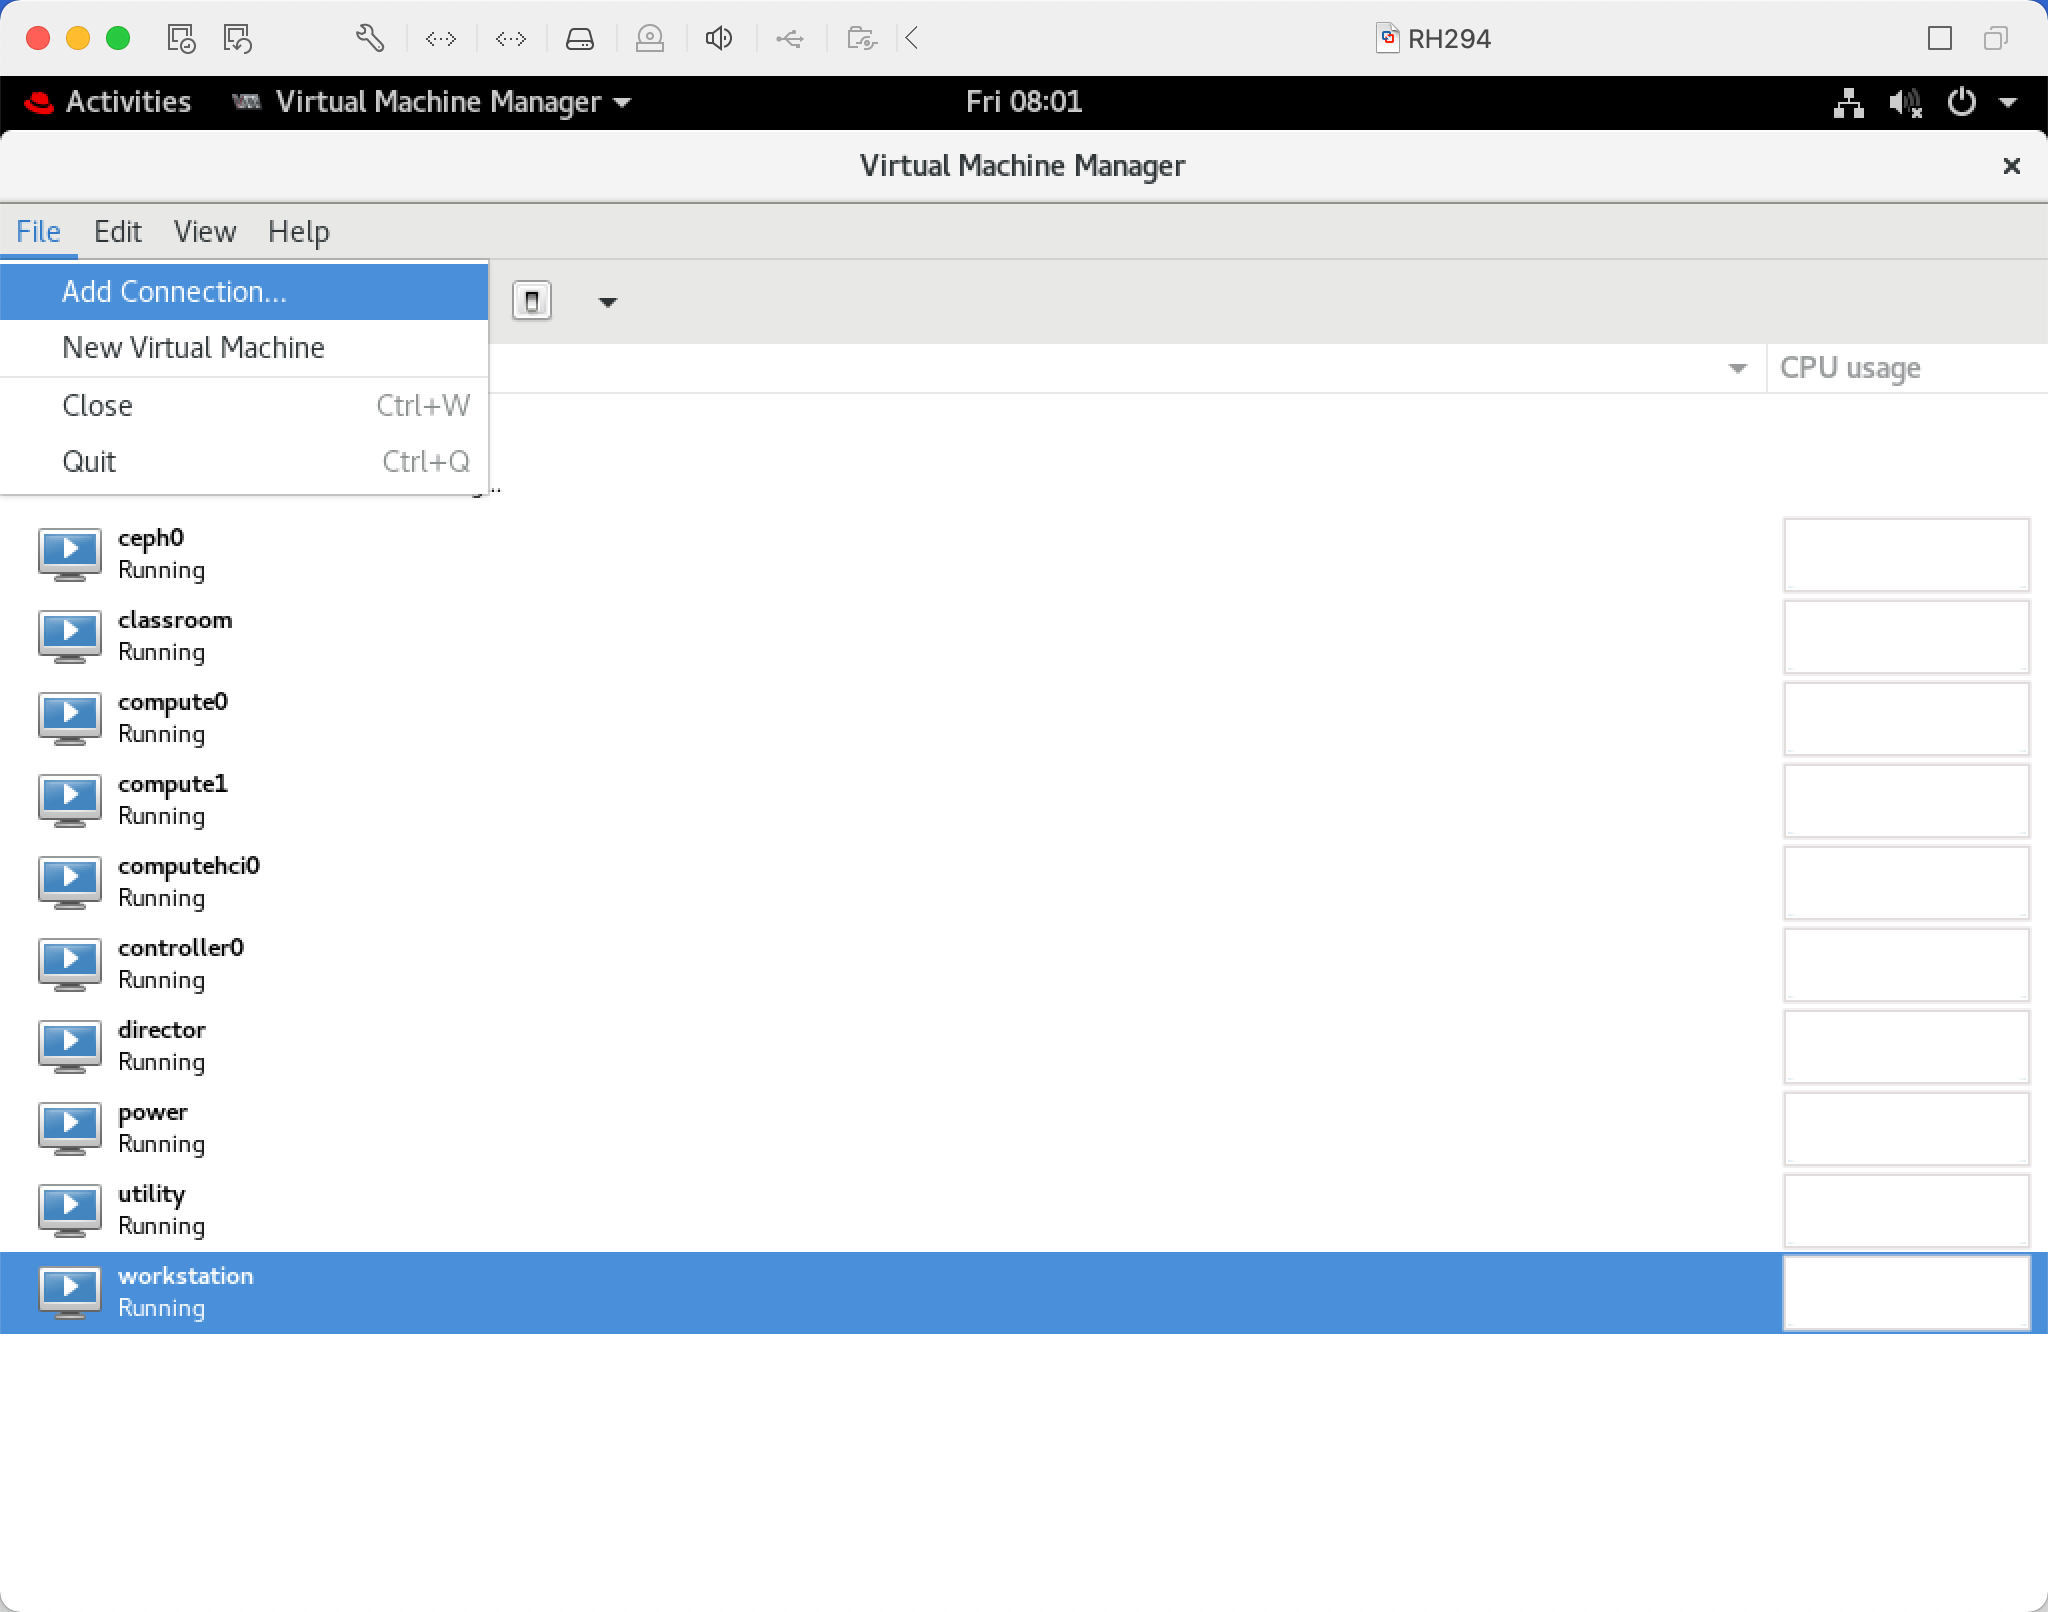 RH294
Activities Virtual Machine Manager Fri 08:01
Virtual Machine Manager
File Edit View Help
Add Connection...
New Virtual Machine
CPU usage
Close Ctrl+W
Quit Ctrl+Q
ceph0
Running
classroom
Running
compute0
Running
compute1
Running
computehci0
Running
controller0
Running
director
Running
power
Running
utility
Running
workstation
Running